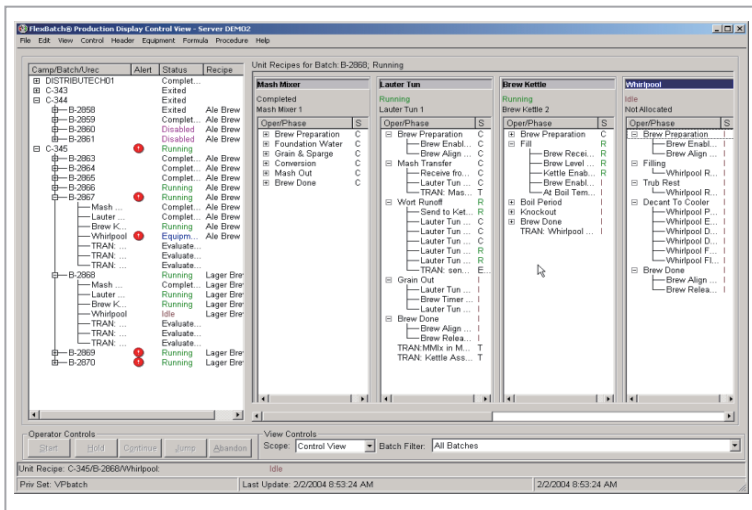 FlexBatch® Production Display Control View - Server DEMO2
File Edit View Control Header Equipment Formula Procedure Help
Camp/Batch/Urec Alert Status Recipe
DISTRIBUTECH01 Complet...
C-343 Exited
C-344 Exited
B-2858 Exited Ale Brew
B-2859 Complet... Ale Brew
B-2860 Disabled Ale Brew
B-2861 Disabled Ale Brew
C-345 Running
B-2863 Complet... Ale Brew
B-2864 Complet... Ale Brew
B-2865 Complet... Ale Brew
B-2866 Running Ale Brew
B-2867 Running Ale Brew
Mash ... Complet... Ale Brew
Lauter ... Complet... Ale Brew
Brew K... Running Ale Brew
Whirlpool Equipm... Ale Brew
TRAN: ... Evaluate...
TRAN: ... Evaluate...
TRAN: ... Evaluate...
B-2868 Running Lager Brew
Mash ... Complet... Lager Brew
Lauter ... Running Lager Brew
Brew K... Running Lager Brew
Whirlpool Idle Lager Brew
TRAN: ... Evaluate...
TRAN: ... Evaluate...
TRAN: ... Evaluate...
B-2869 Running Lager Brew
B-2870 Running Lager Brew
Unit Recipes for Batch: B-2868; Running
Mash Mixer
Completed
Mash Mixer 1
Oper/Phase S
Brew Preparation C
Foundation Water C
Grain & Sparge C
Conversion C
Mash Out C
Brew Done C
Lauter Tun
Running
Lauter Tun 1
Oper/Phase S
Brew Preparation C
Brew Enabl... C
Brew Align ... C
Mash Transfer C
Receive fro... C
Lauter Tun ... C
TRAN: Mas... T
Wort Runoff R
Send to Ket... R
Lauter Tun ... C
Lauter Tun ... C
Lauter Tun ... C
Lauter Tun ... R
Lauter Tun ... R
TRAN: sen... E...
Grain Out I
Lauter Tun ... I
Brew Timer ... I
Lauter Tun ... I
Brew Done I
Brew Align ... I
Brew Relea... I
TRAN:MMIx in M... T
TRAN: Kettle Ass... T
Brew Kettle
Running
Brew Kettle 2
Oper/Phase S
Brew Preparation C
Fill R
Brew Recei... R
Brew Level ... R
Kettle Enab... R
Brew Enabl... I
At Boil Tem... I
Boil Period I
Knockout I
Brew Done I
TRAN: Whirlpool ... I
Whirlpool
Idle
Not Allocated
Oper/Phase S
Brew Preparation I
Brew Enabl... I
Brew Align ... I
Filling I
Whirlpool R... I
Trub Rest I
Whirlpool R... I
Decant To Cooler I
Whirlpool P... I
Whirlpool E... I
Whirlpool D... I
Whirlpool D... I
Whirlpool F... I
Whirlpool Fl... I
Brew Done I
Brew Align ... I
Brew Relea... I
Operator Controls
Start Hold Continue Jump Abandon
View Controls
Scope: Control View Batch Filter: All Batches
Unit Recipe: C-345/B-2868/Whirlpool: Idle
Priv Set: VPbatch Last Update: 2/2/2004 8:53:24 AM 2/2/2004 8:53:24 AM